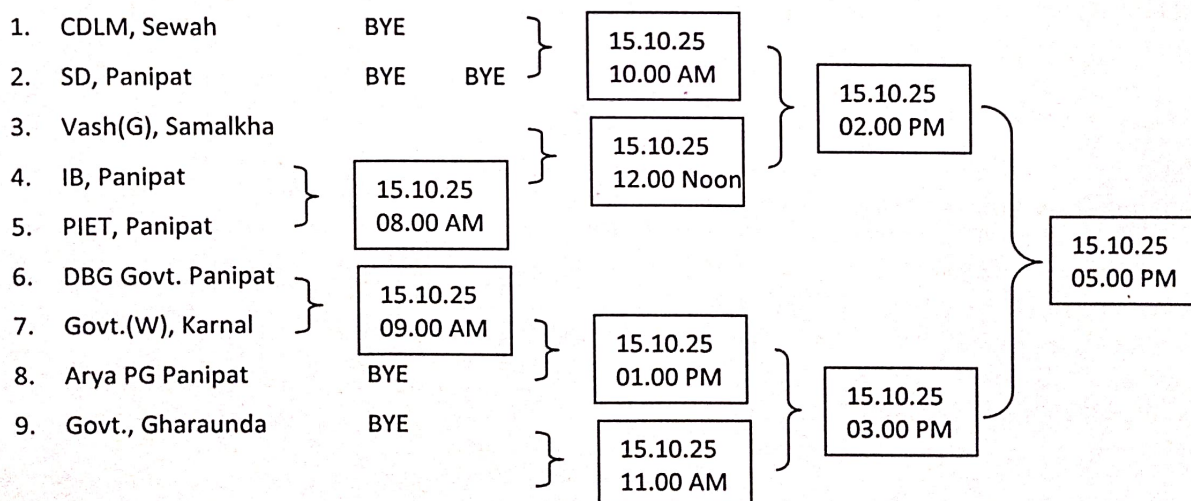 1. CDLM, Sewah BYE
2. SD, Panipat BYE BYE
3. Vash(G), Samalkha
4. IB, Panipat
5. PIET, Panipat
6. DBG Govt. Panipat
7. Govt.(W), Karnal
8. Arya PG Panipat BYE
9. Govt., Gharaunda BYE
15.10.25
08.00 AM
15.10.25
09.00 AM
15.10.25
10.00 AM
15.10.25
12.00 Noon
15.10.25
01.00 PM
15.10.25
11.00 AM
15.10.25
02.00 PM
15.10.25
03.00 PM
15.10.25
05.00 PM